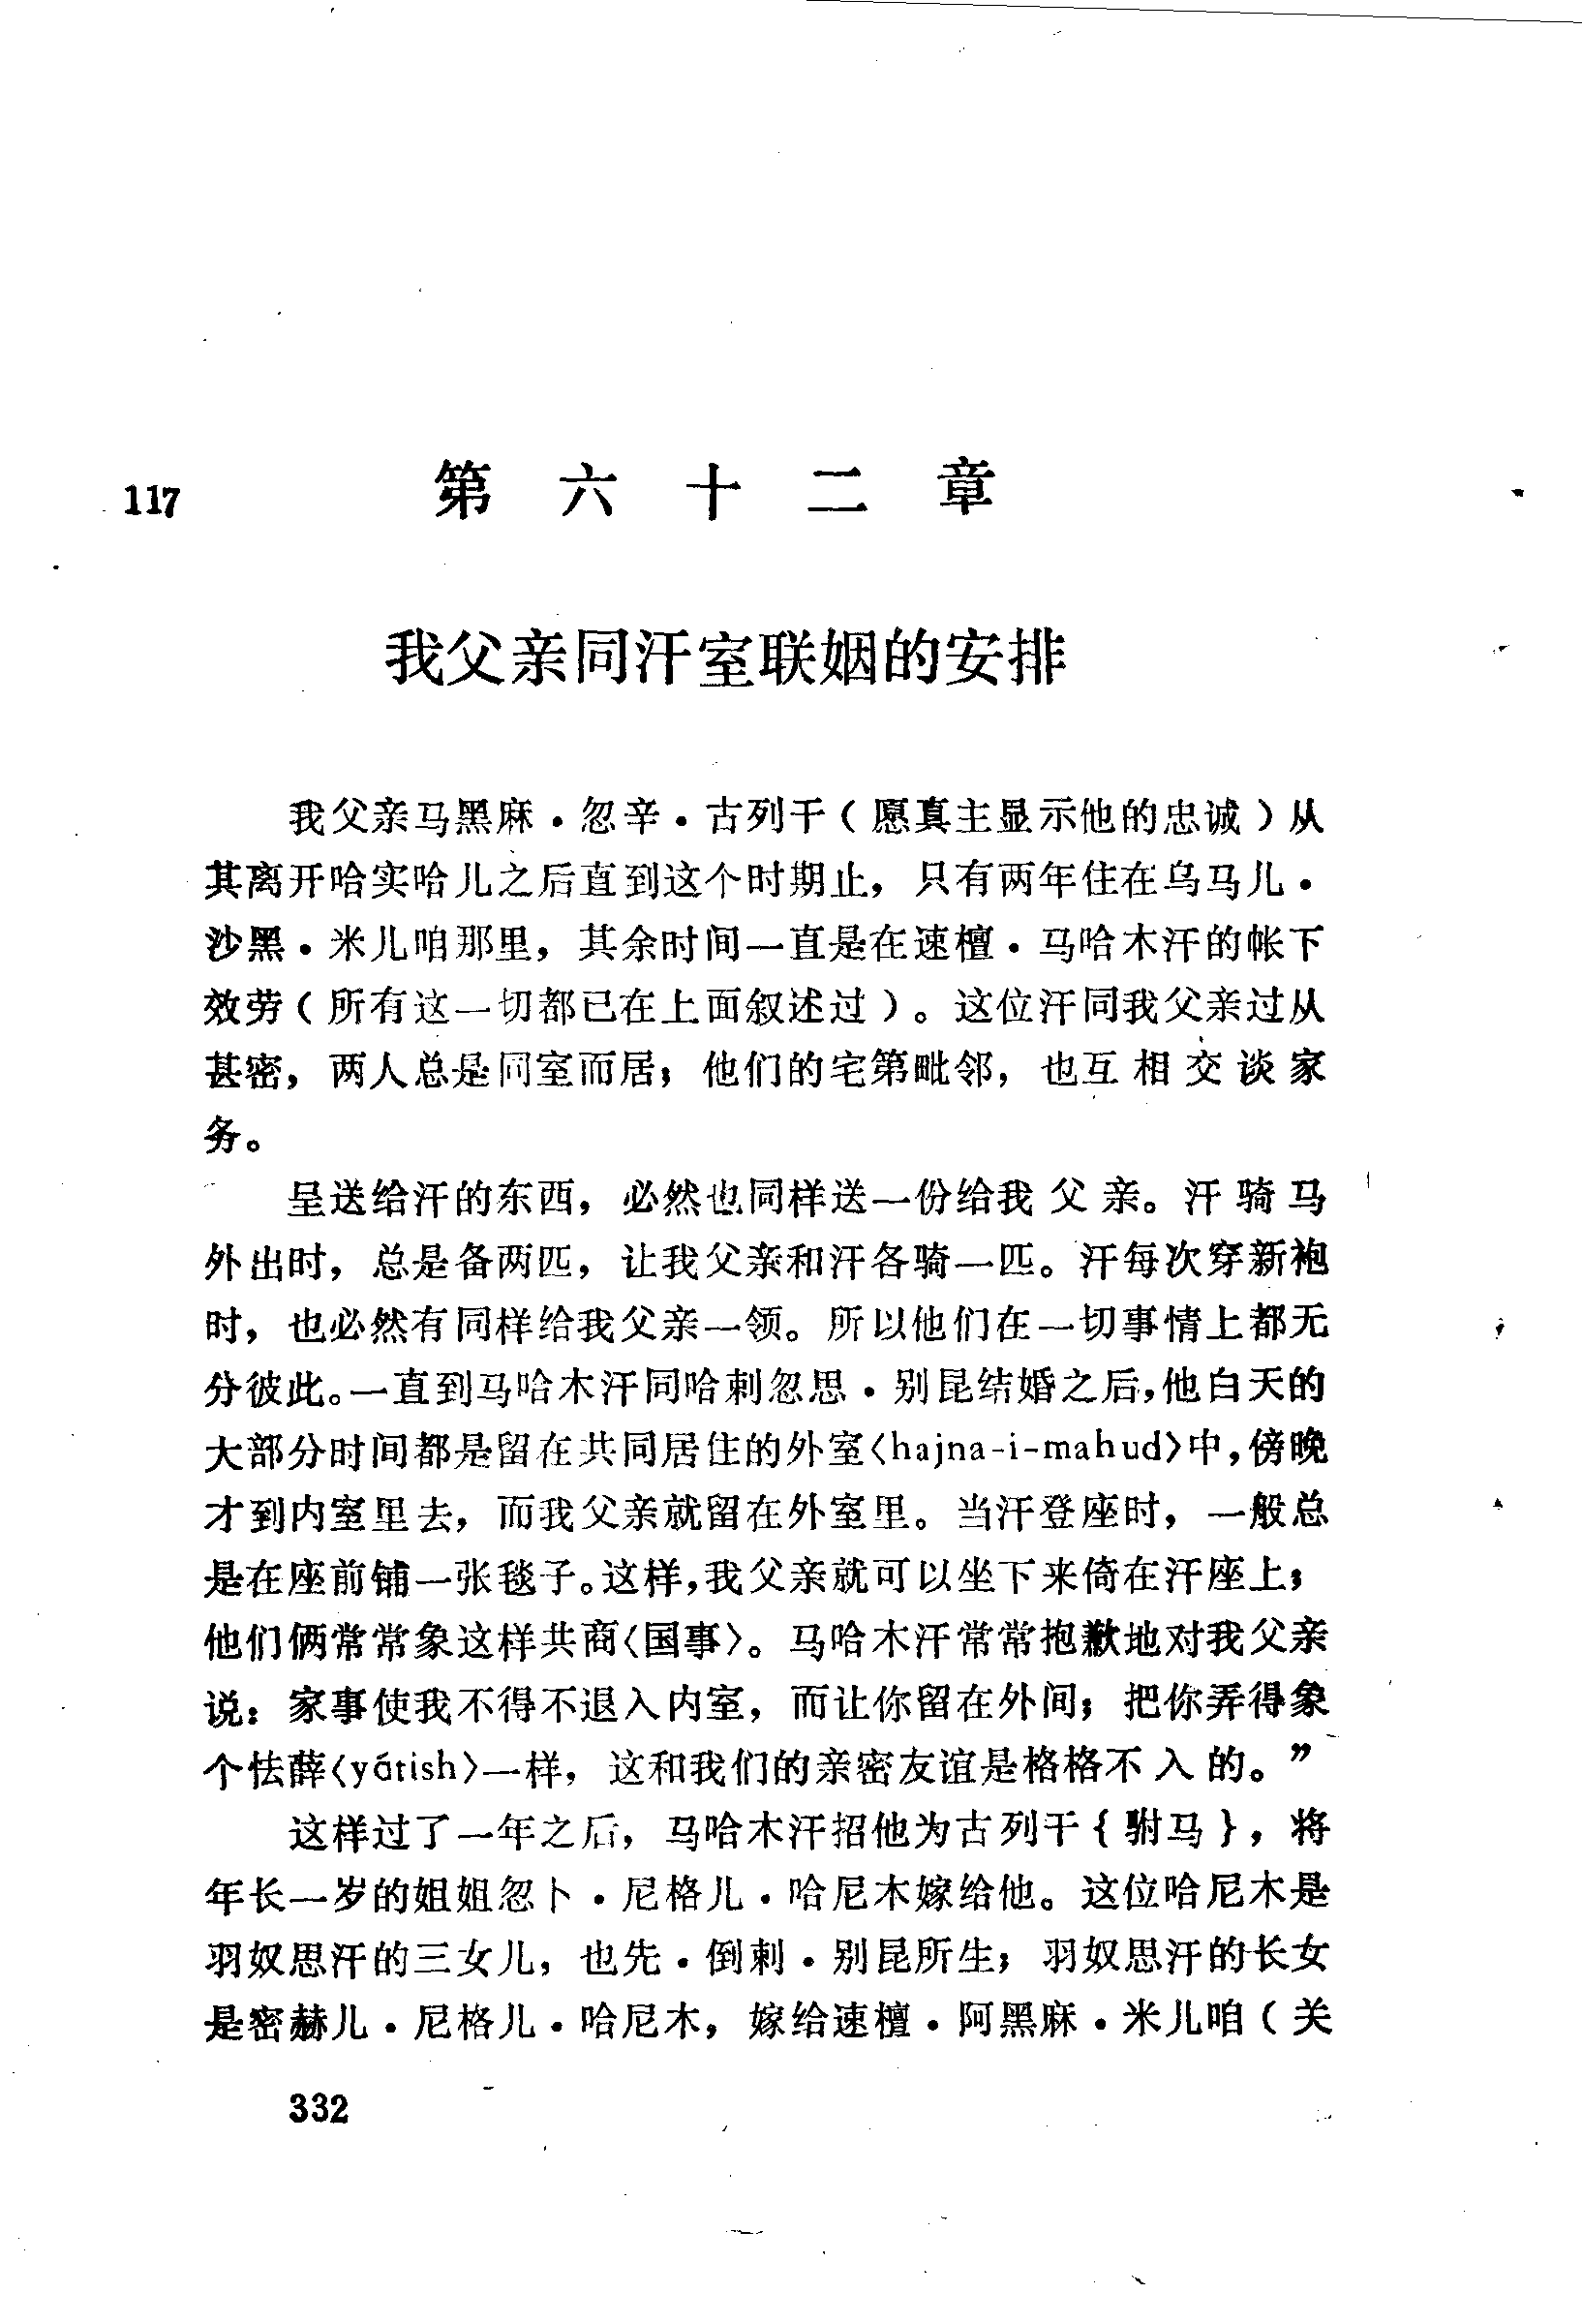 117
第六十二章
我父亲同汗室联姻的安排
我父亲马黑麻·忽辛·古列干（愿真主显示他的忠诚）从
其离开哈实哈儿之后直到这个时期止，只有两年住在乌马儿·
沙黑·米儿咱那里，其余时间一直是在速檀·马哈木汗的帐下
效劳（所有这一切都已在上面叙述过）。这位汗同我父亲过从
甚密，两人总是同室而居；他们的宅第毗邻，也互相交谈家
务。
呈送给汗的东西，必然也同样送一份给我父亲。汗骑马
外出时，总是备两匹，让我父亲和汗各骑一匹。汗每次穿新袍
时，也必然有同样给我父亲一领。所以他们在一切事情上都无
分彼此。一直到马哈木汗同哈剌忽思·别昆结婚之后，他白天的
大部分时间都是留在共同居住的外室〈hajna-i-mahud〉中，傍晚
才到内室里去，而我父亲就留在外室里。当汗登座时，一般总
是在座前铺一张毯子。这样，我父亲就可以坐下来倚在汗座上；
他们俩常常象这样共商〈国事〉。马哈木汗常常抱歉地对我父亲
说：家事使我不得不退入内室，而让你留在外间；把你弄得象
个怯薛〈yátish〉一样，这和我们的亲密友谊是格格不入的。”
这样过了一年之后，马哈木汗招他为古列干{驸马}，将
年长一岁的姐姐忽卜·尼格儿·哈尼木嫁给他。这位哈尼木是
羽奴思汗的三女儿，也先·倒剌·别昆所生；羽奴思汗的长女
是密赫儿·尼格儿·哈尼木，嫁给速檀·阿黑麻·米儿咱（关
332